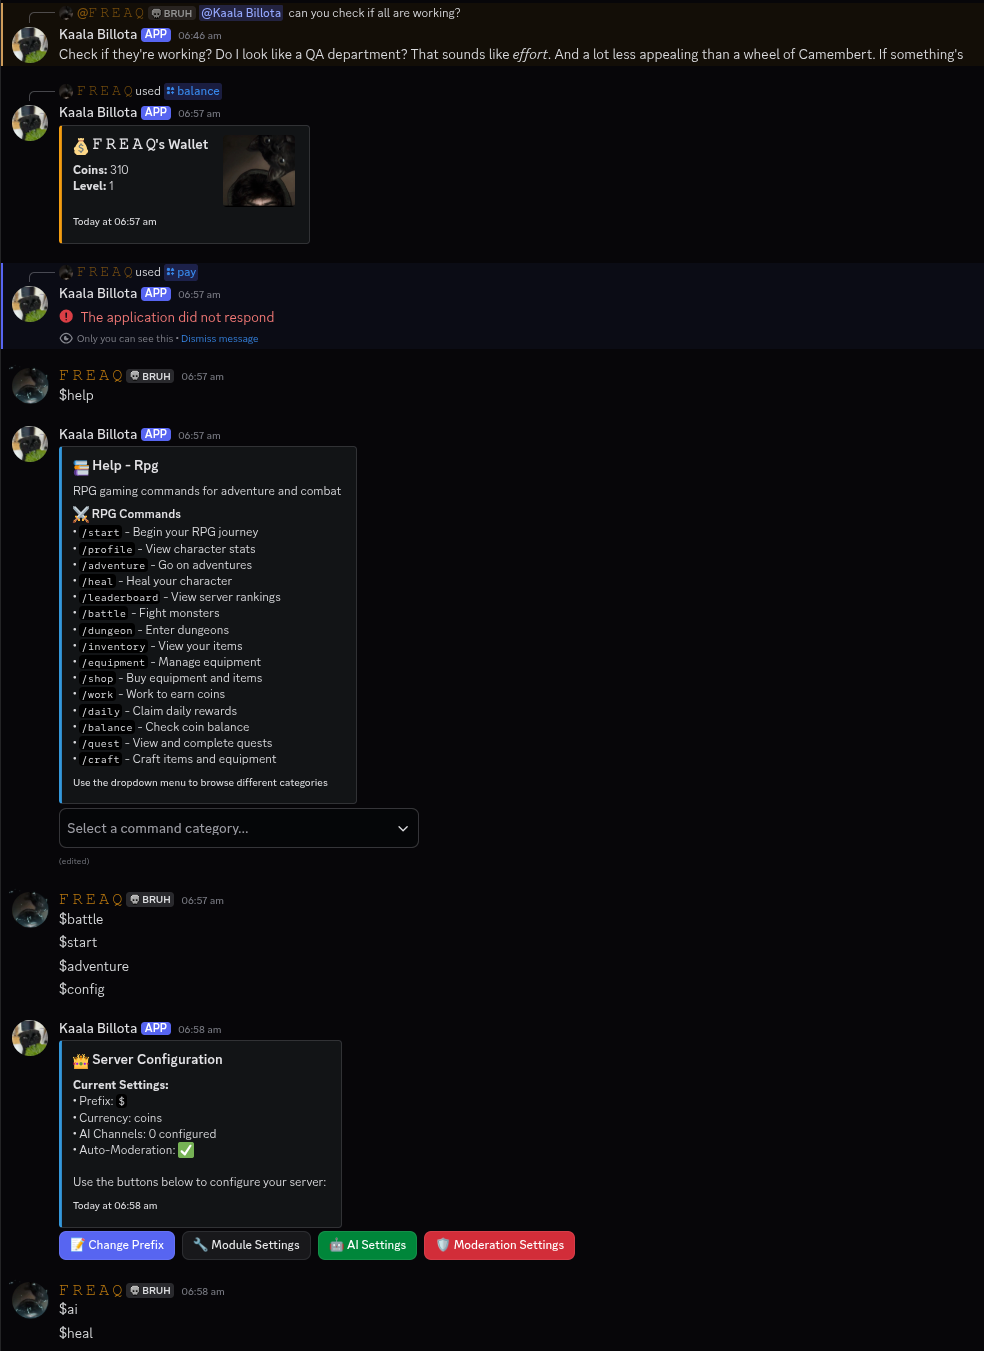 @F R E A Q BRUH @Kaala Billota can you check if all are working?
Kaala Billota APP 06:46 am
Check if they're working? Do I look like a QA department? That sounds like effort. And a lot less appealing than a wheel of Camembert. If something's
F R E A Q used balance
Kaala Billota APP 06:57 am
F R E A Q's Wallet
Coins: 310
Level: 1
Today at 06:57 am
F R E A Q used pay
Kaala Billota APP 06:57 am
The application did not respond
Only you can see this • Dismiss message
F R E A Q BRUH 06:57 am
$help
Kaala Billota APP 06:57 am
Help - Rpg
RPG gaming commands for adventure and combat
RPG Commands
• /start - Begin your RPG journey
• /profile - View character stats
• /adventure - Go on adventures
• /heal - Heal your character
• /leaderboard - View server rankings
• /battle - Fight monsters
• /dungeon - Enter dungeons
• /inventory - View your items
• /equipment - Manage equipment
• /shop - Buy equipment and items
• /work - Work to earn coins
• /daily - Claim daily rewards
• /balance - Check coin balance
• /quest - View and complete quests
• /craft - Craft items and equipment
Use the dropdown menu to browse different categories
Select a command category...
(edited)
F R E A Q BRUH 06:57 am
$battle
$start
$adventure
$config
Kaala Billota APP 06:58 am
Server Configuration
Current Settings:
• Prefix: $
• Currency: coins
• AI Channels: 0 configured
• Auto-Moderation: ✅
Use the buttons below to configure your server:
Today at 06:58 am
Change Prefix Module Settings AI Settings Moderation Settings
F R E A Q BRUH 06:58 am
$ai
$heal